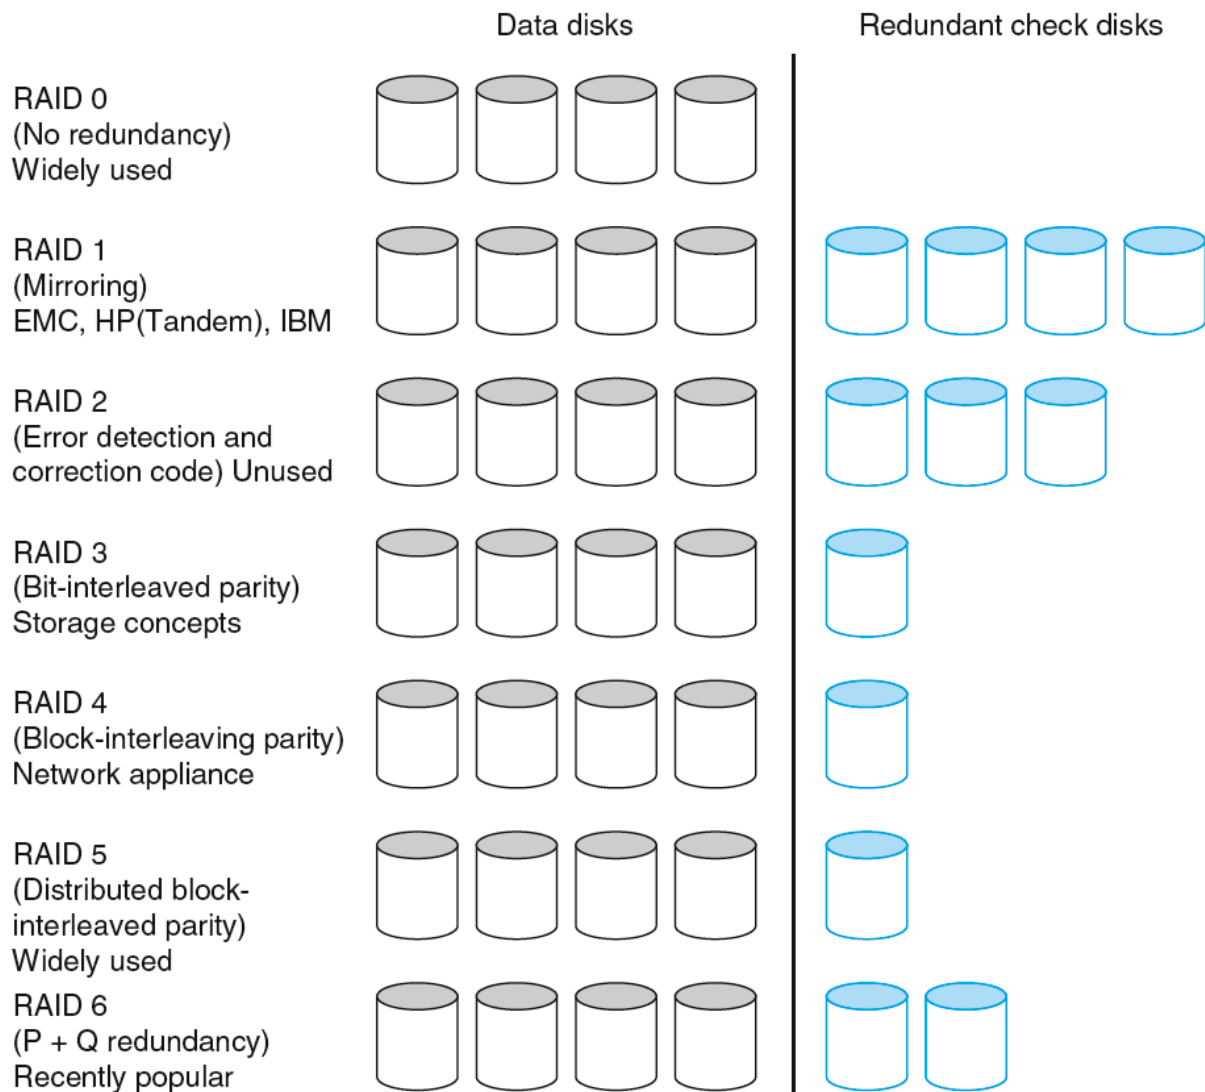 Data disks
Redundant check disks
RAID 0
(No redundancy)
Widely used
RAID 1
(Mirroring)
EMC, HP(Tandem), IBM
RAID 2
(Error detection and
correction code) Unused
RAID 3
(Bit-interleaved parity)
Storage concepts
RAID 4
(Block-interleaving parity)
Network appliance
RAID 5
(Distributed block-
interleaved parity)
Widely used
RAID 6
(P + Q redundancy)
Recently popular